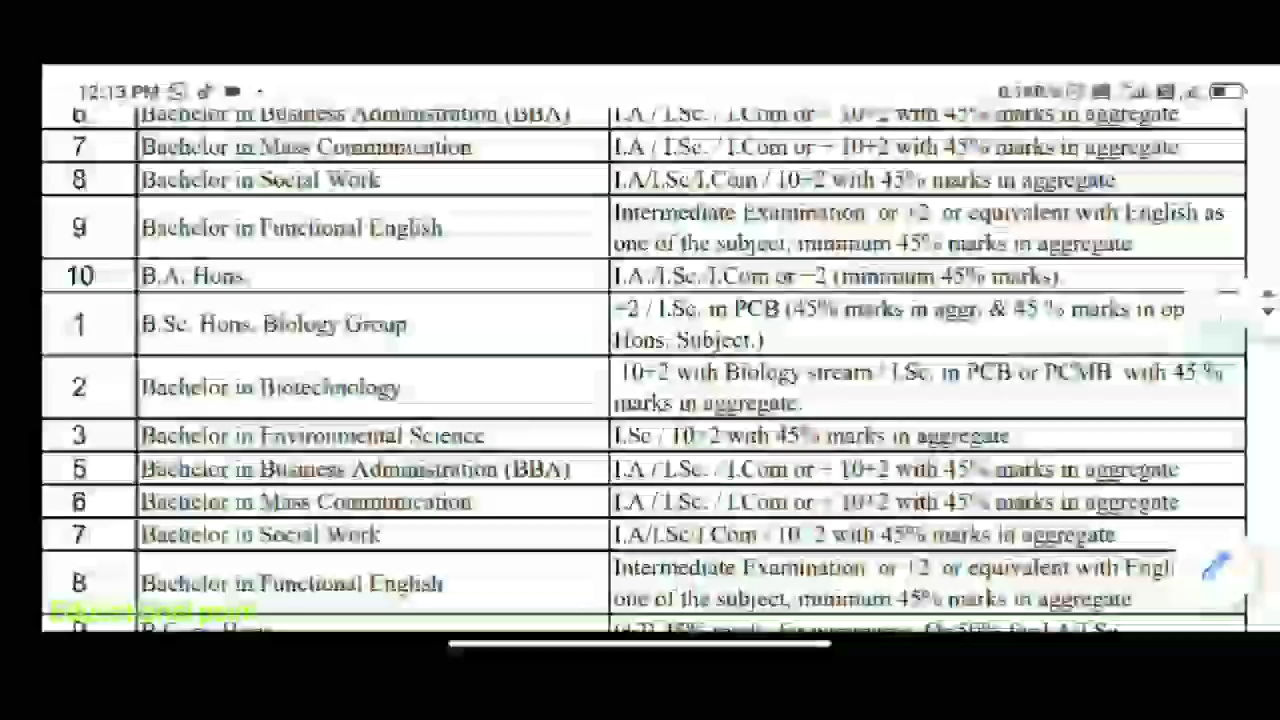 12:13 PM
6 Bachelor in Business Administration (BBA) I.A / I.Sc. / I.Com or 10+2 with 45% marks in aggregate
7 Bachelor in Mass Communication I.A / I.Sc. / I.Com or + 10+2 with 45% marks in aggregate
8 Bachelor in Social Work I.A/I.Sc/I.Com / 10+2 with 45% marks in aggregate
9 Bachelor in Functional English Intermediate Examination or +2 or equivalent with English as
one of the subject, minimum 45% marks in aggregate
10 B.A. Hons. I.A./I.Sc./I.Com or +2 (minimum 45% marks).
1 B.Sc. Hons. Biology Group +2 / I.Sc. in PCB (45% marks in aggr. & 45 % marks in op
Hons. Subject.)
2 Bachelor in Biotechnology 10+2 with Biology stream / I.Sc. in PCB or PCMB with 45 %
marks in aggregate.
3 Bachelor in Environmental Science I.Sc / 10+2 with 45% marks in aggregate
5 Bachelor in Business Administration (BBA) I.A / I.Sc. / I.Com or + 10+2 with 45% marks in aggregate
6 Bachelor in Mass Communication I.A / I.Sc. / I.Com or + 10+2 with 45% marks in aggregate
7 Bachelor in Social Work I.A/I.Sc/I.Com / 10+2 with 45% marks in aggregate
8 Bachelor in Functional English Intermediate Examination or +2 or equivalent with Engl
one of the subject, minimum 45% marks in aggregate
Educational point
9 B.Com. Hons.